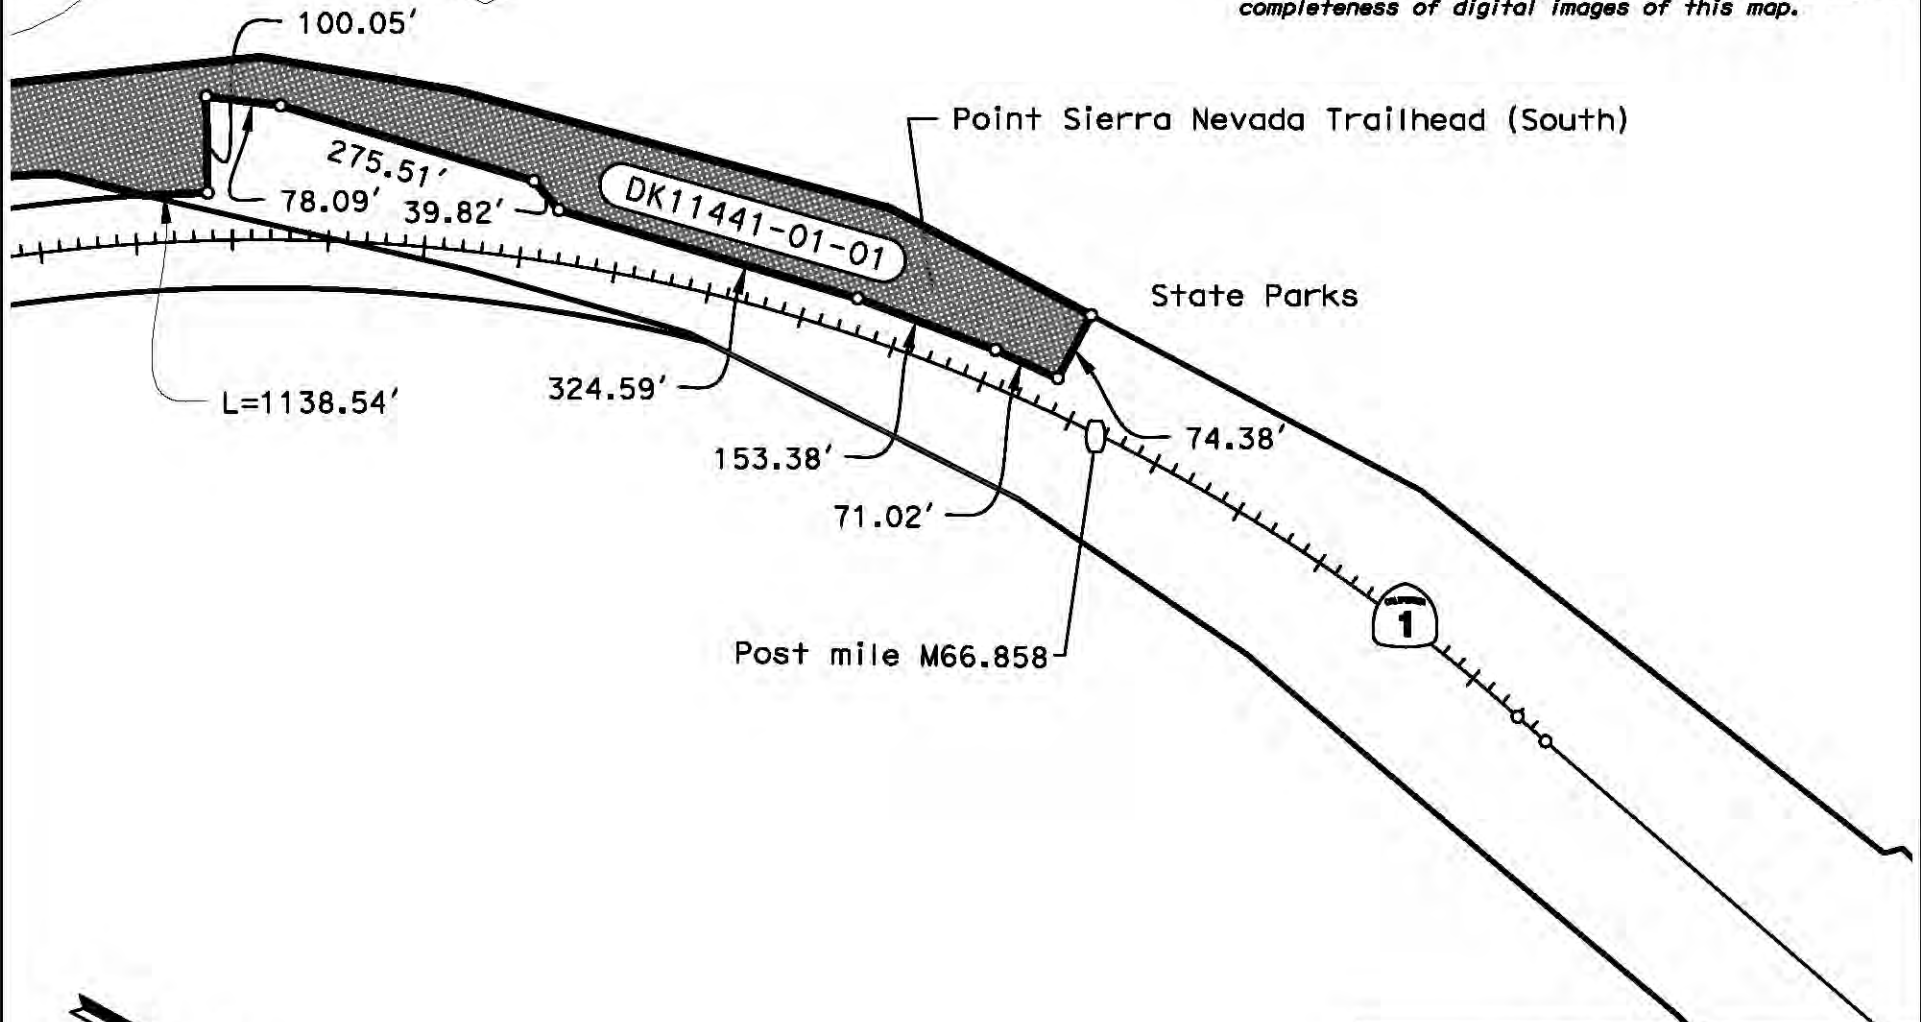 completeness of digital images of this map.
100.05'
Point Sierra Nevada Trailhead (South)
275.51'
78.09'
39.82'
DK11441-01-01
State Parks
L=1138.54'
324.59'
153.38'
74.38'
71.02'
Post mile M66.858
CALIFORNIA
1